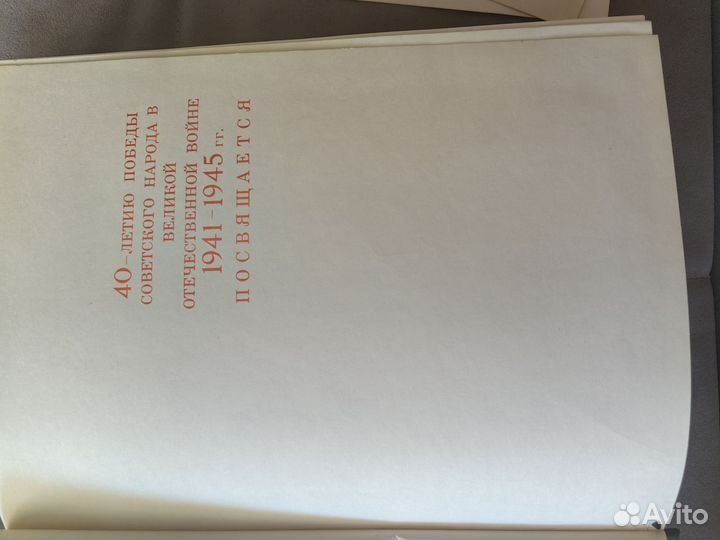 40–ЛЕТИЮ ПОБЕДЫ
СОВЕТСКОГО НАРОДА В
ВЕЛИКОЙ
ОТЕЧЕСТВЕННОЙ ВОЙНЕ
1941–1945 гг.
ПОСВЯЩАЕТСЯ
Avito